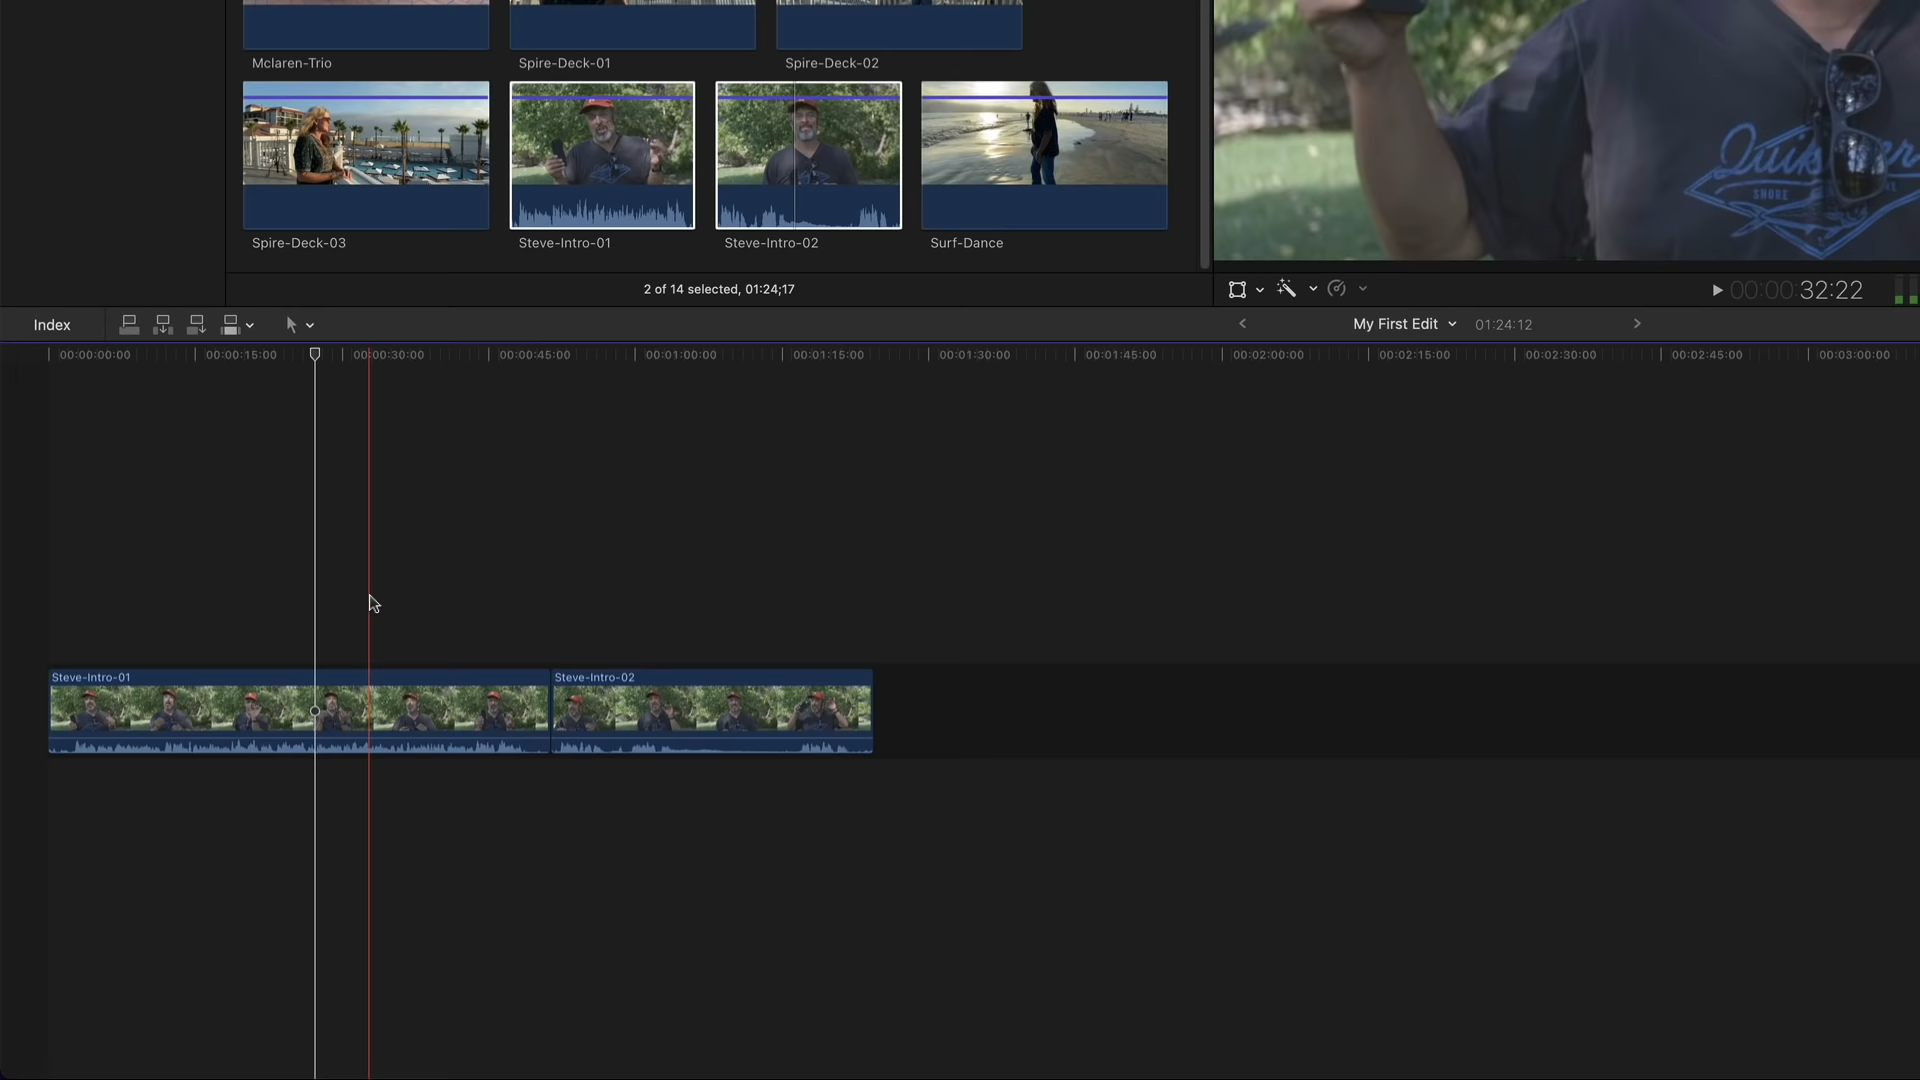 Mclaren-Trio
Spire-Deck-01
Spire-Deck-02
Spire-Deck-03
Steve-Intro-01
Steve-Intro-02
Surf-Dance
SHORE
2 of 14 selected, 01:24;17
00:00:32:22
Index
My First Edit
01:24:12
00:00:00:00
00:00:15:00
00:00:30:00
00:00:45:00
00:01:00:00
00:01:15:00
00:01:30:00
00:01:45:00
00:02:00:00
00:02:15:00
00:02:30:00
00:02:45:00
00:03:00:00
Steve-Intro-01
Steve-Intro-02